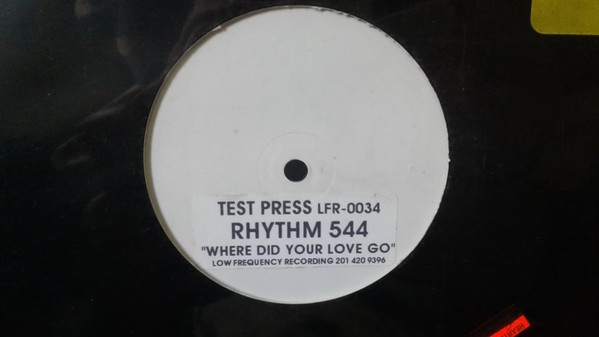 TEST PRESS LFR-0034
RHYTHM 544
"WHERE DID YOUR LOVE GO"
LOW FREQUENCY RECORDING 201 420 9396